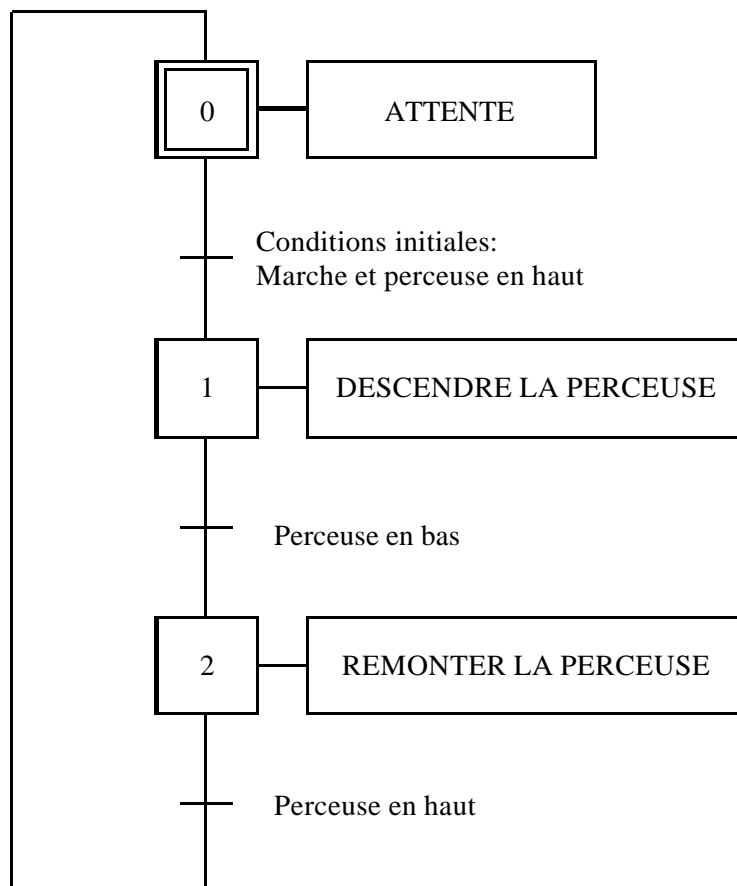 0
ATTENTE
Conditions initiales:
Marche et perceuse en haut
1
DESCENDRE LA PERCEUSE
Perceuse en bas
2
REMONTER LA PERCEUSE
Perceuse en haut